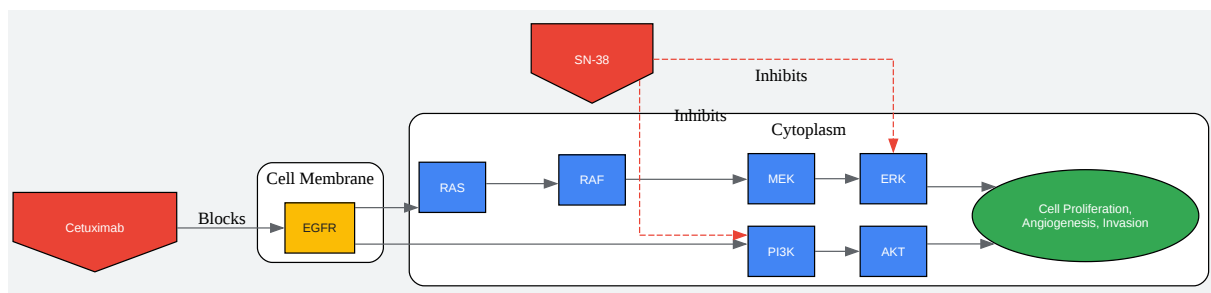 SN-38
Inhibits
Inhibits
Cytoplasm
Cell Membrane
RAS
RAF
MEK
ERK
Cetuximab
Blocks
EGFR
PI3K
AKT
Cell Proliferation,
Angiogenesis, Invasion